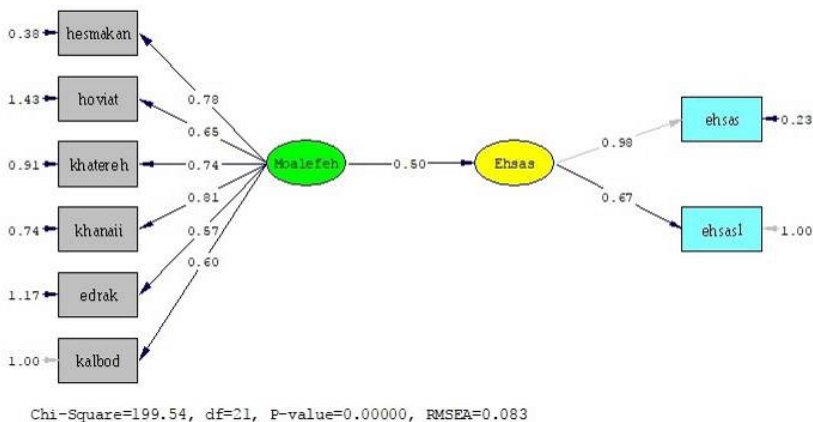 0.38 hesmakan
1.43 hoviat
0.91 khatereh
0.74 khanaii
1.17 edrak
1.00 kalbod
0.78
0.65
0.74
0.81
0.57
0.60
Moalefeh 0.50 Ehsas
0.98
0.67
ehsas 0.23
ehsas1 1.00
Chi-Square=199.54, df=21, P-value=0.00000, RMSEA=0.083